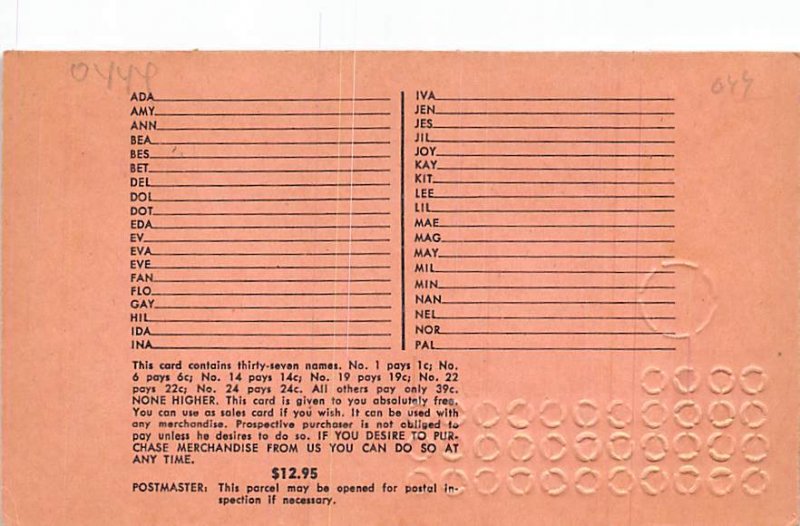 0444
044
ADA
AMY
ANN
BEA
BES
BET
DEL
DOL
DOT
EDA
EV
EVA
EVE
FAN
FLO
GAY
HIL
IDA
INA
IVA
JEN
JES
JIL
JOY
KAY
KIT
LEE
LIL
MAE
MAG
MAY
MIL
MIN
NAN
NEL
NOR
PAL
This card contains thirty-seven names. No. 1 pays 1c; No.
6 pays 6c; No. 14 pays 14c; No. 19 pays 19c; No. 22
pays 22c; No. 24 pays 24c. All others pay only 39c.
NONE HIGHER. This card is given to you absolutely free.
You can use as sales card if you wish. It can be used with
any merchandise. Prospective purchaser is not obliged to
pay unless he desires to do so. IF YOU DESIRE TO PUR-
CHASE MERCHANDISE FROM US YOU CAN DO SO AT
ANY TIME.
$12.95
POSTMASTER: This parcel may be opened for postal in-
spection if necessary.